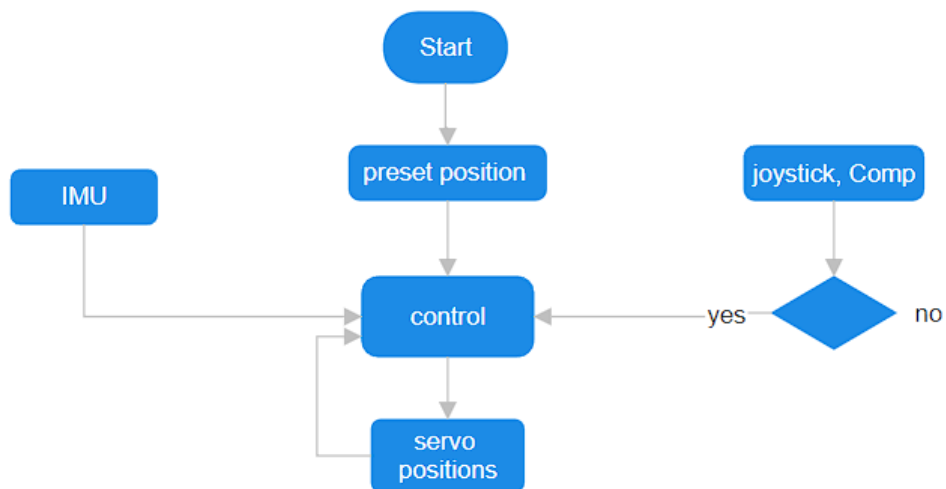 Start
preset position
IMU
joystick, Comp
control
yes
no
servo
positions